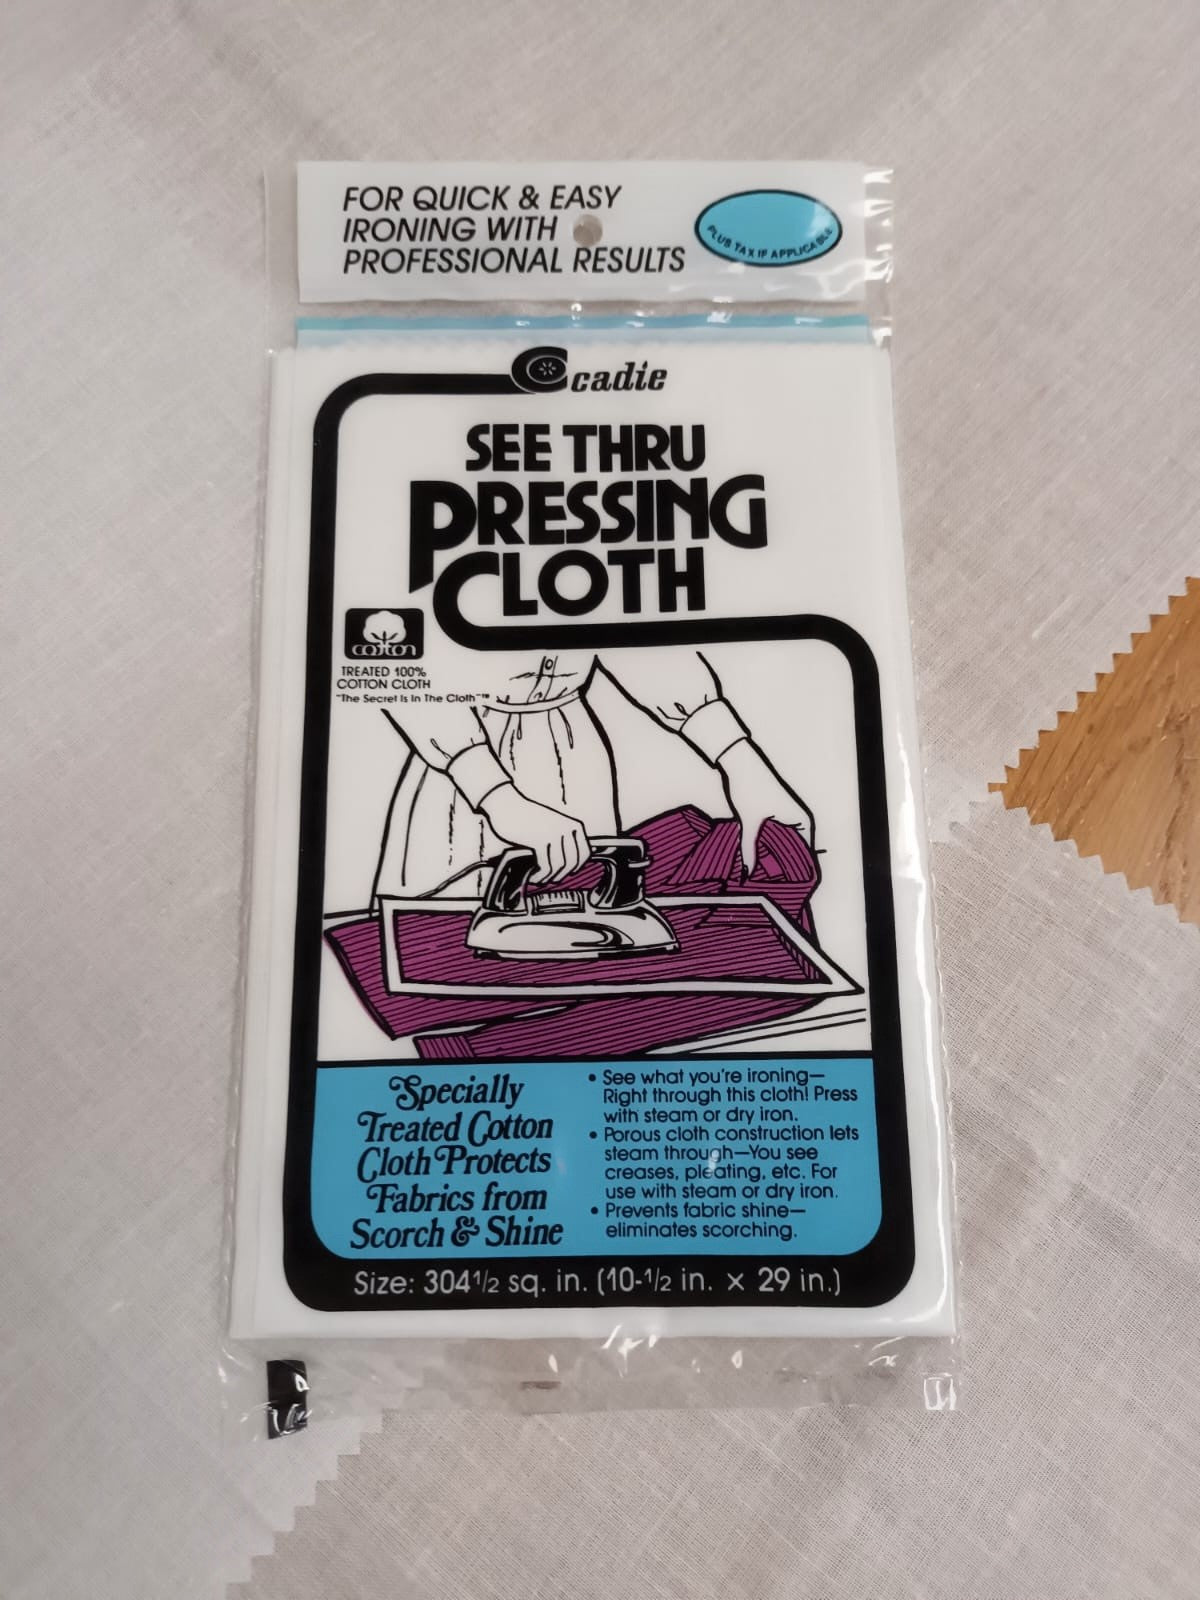 FOR QUICK & EASY
IRONING WITH
PROFESSIONAL RESULTS
PLUS TAX IF APPLICABLE
cadie
SEE THRU
PRESSING
CLOTH
cotton
TREATED 100%
COTTON CLOTH
"The Secret Is In The Cloth"™
Specially
Treated Cotton
Cloth Protects
Fabrics from
Scorch & Shine
• See what you're ironing—
Right through this cloth! Press
with steam or dry iron.
• Porous cloth construction lets
steam through—You see
creases, pleating, etc. For
use with steam or dry iron.
• Prevents fabric shine—
eliminates scorching.
Size: 304 1/2 sq. in. (10-1/2 in. x 29 in.)